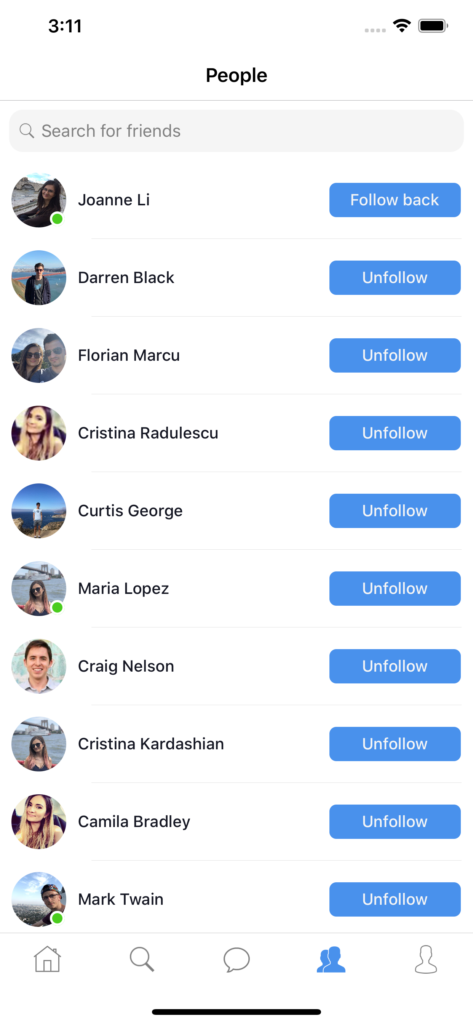 3:11
People
Search for friends
Joanne Li
Follow back
Darren Black
Unfollow
Florian Marcu
Unfollow
Cristina Radulescu
Unfollow
Curtis George
Unfollow
Maria Lopez
Unfollow
Craig Nelson
Unfollow
Cristina Kardashian
Unfollow
Camila Bradley
Unfollow
Mark Twain
Unfollow